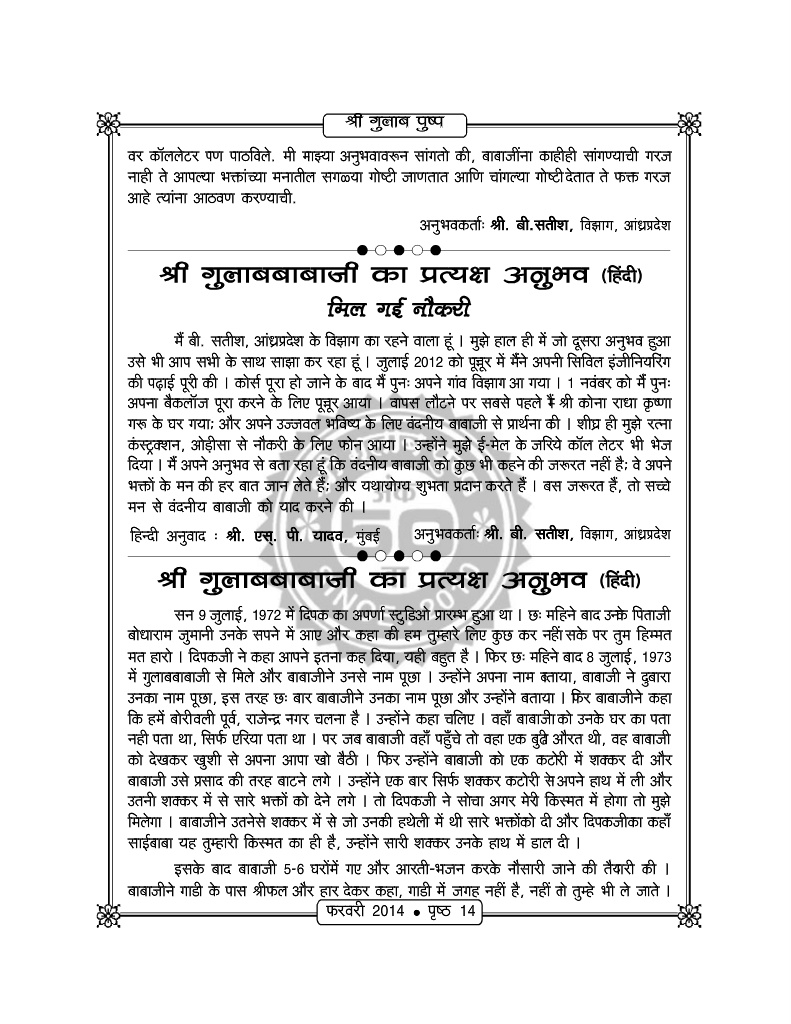 श्री गुलाब पुष्प
वर कॉललेटर पण पाठविले. मी माझ्या अनुभवावरून सांगतो की, बाबाजींना काहीही सांगण्याची गरज
नाही ते आपल्या भक्तांच्या मनातील सगळ्या गोष्टी जाणतात आणि चांगल्या गोष्टी देतात ते फक्त गरज
आहे त्यांना आठवण करण्याची.
अनुभवकर्ताः श्री. बी.सतीश, विझाग, आंध्रप्रदेश
श्री गुलाबबाबाजी का प्रत्यक्ष अनुभव (हिंदी)
मिल गई नौकरी
मैं बी. सतीश, आंध्रप्रदेश के विझाग का रहने वाला हूं । मुझे हाल ही में जो दूसरा अनुभव हुआ
उसे भी आप सभी के साथ साझा कर रहा हूं । जुलाई 2012 को पून्नूर में मैंने अपनी सिविल इंजीनियरिंग
की पढ़ाई पूरी की । कोर्स पूरा हो जाने के बाद मैं पुनः अपने गांव विझाग आ गया । 1 नवंबर को मैं पुनः
अपना बैकलॉज पूरा करने के लिए पून्नूर आया । वापस लौटने पर सबसे पहले मैं श्री कोना राधा कृष्णा
गरू के घर गया; और अपने उज्जवल भविष्य के लिए वंदनीय बाबाजी से प्रार्थना की । शीघ्र ही मुझे रत्ना
कंस्ट्रक्शन, ओड़ीसा से नौकरी के लिए फोन आया । उन्होंने मुझे ई-मेल के जरिये कॉल लेटर भी भेज
दिया । मैं अपने अनुभव से बता रहा हूं कि वंदनीय बाबाजी को कुछ भी कहने की जरूरत नहीं है; वे अपने
भक्तों के मन की हर बात जान लेते हैं; और यथायोग्य शुभता प्रदान करते हैं । बस जरूरत हैं, तो सच्चे
मन से वंदनीय बाबाजी को याद करने की ।
हिन्दी अनुवाद : श्री. एस्. पी. यादव, मुंबई अनुभवकर्ताः श्री. बी. सतीश, विझाग, आंध्रप्रदेश
श्री गुलाबबाबाजी का प्रत्यक्ष अनुभव (हिंदी)
सन 9 जुलाई, 1972 में दिपक का अपर्णा स्टुडिओ प्रारम्भ हुआ था । छः महिने बाद उनके पिताजी
बोधाराम जुमानी उनके सपने में आए और कहा की हम तुम्हारे लिए कुछ कर नहीं सके पर तुम हिम्मत
मत हारो । दिपकजी ने कहा आपने इतना कह दिया, यही बहुत है । फिर छः महिने बाद 8 जुलाई, 1973
में गुलाबबाबाजी से मिले और बाबाजीने उनसे नाम पूछा । उन्होंने अपना नाम बताया, बाबाजी ने दुबारा
उनका नाम पूछा, इस तरह छः बार बाबाजीने उनका नाम पूछा और उन्होंने बताया । फिर बाबाजीने कहा
कि हमें बोरीवली पूर्व, राजेन्द्र नगर चलना है । उन्होंने कहा चलिए । वहाँ बाबाजी को उनके घर का पता
नही पता था, सिर्फ एरिया पता था । पर जब बाबाजी वहाँ पहुँचे तो वहा एक बुढी औरत थी, वह बाबाजी
को देखकर खुशी से अपना आपा खो बैठी । फिर उन्होंने बाबाजी को एक कटोरी में शक्कर दी और
बाबाजी उसे प्रसाद की तरह बाटने लगे । उन्होंने एक बार सिर्फ शक्कर कटोरी से अपने हाथ में ली और
उतनी शक्कर में से सारे भक्तों को देने लगे । तो दिपकजी ने सोचा अगर मेरी किस्मत में होगा तो मुझे
मिलेगा । बाबाजीने उतनेसे शक्कर में से जो उनकी हथेली में थी सारे भक्तोंको दी और दिपकजीका कहाँ
साईबाबा यह तुम्हारी किस्मत का ही है, उन्होंने सारी शक्कर उनके हाथ में डाल दी ।
इसके बाद बाबाजी 5-6 घरोंमें गए और आरती-भजन करके नौसारी जाने की तैयारी की ।
बाबाजीने गाडी के पास श्रीफल और हार देकर कहा, गाडी में जगह नहीं है, नहीं तो तुम्हे भी ले जाते ।
फरवरी 2014 ● पृष्ठ 14